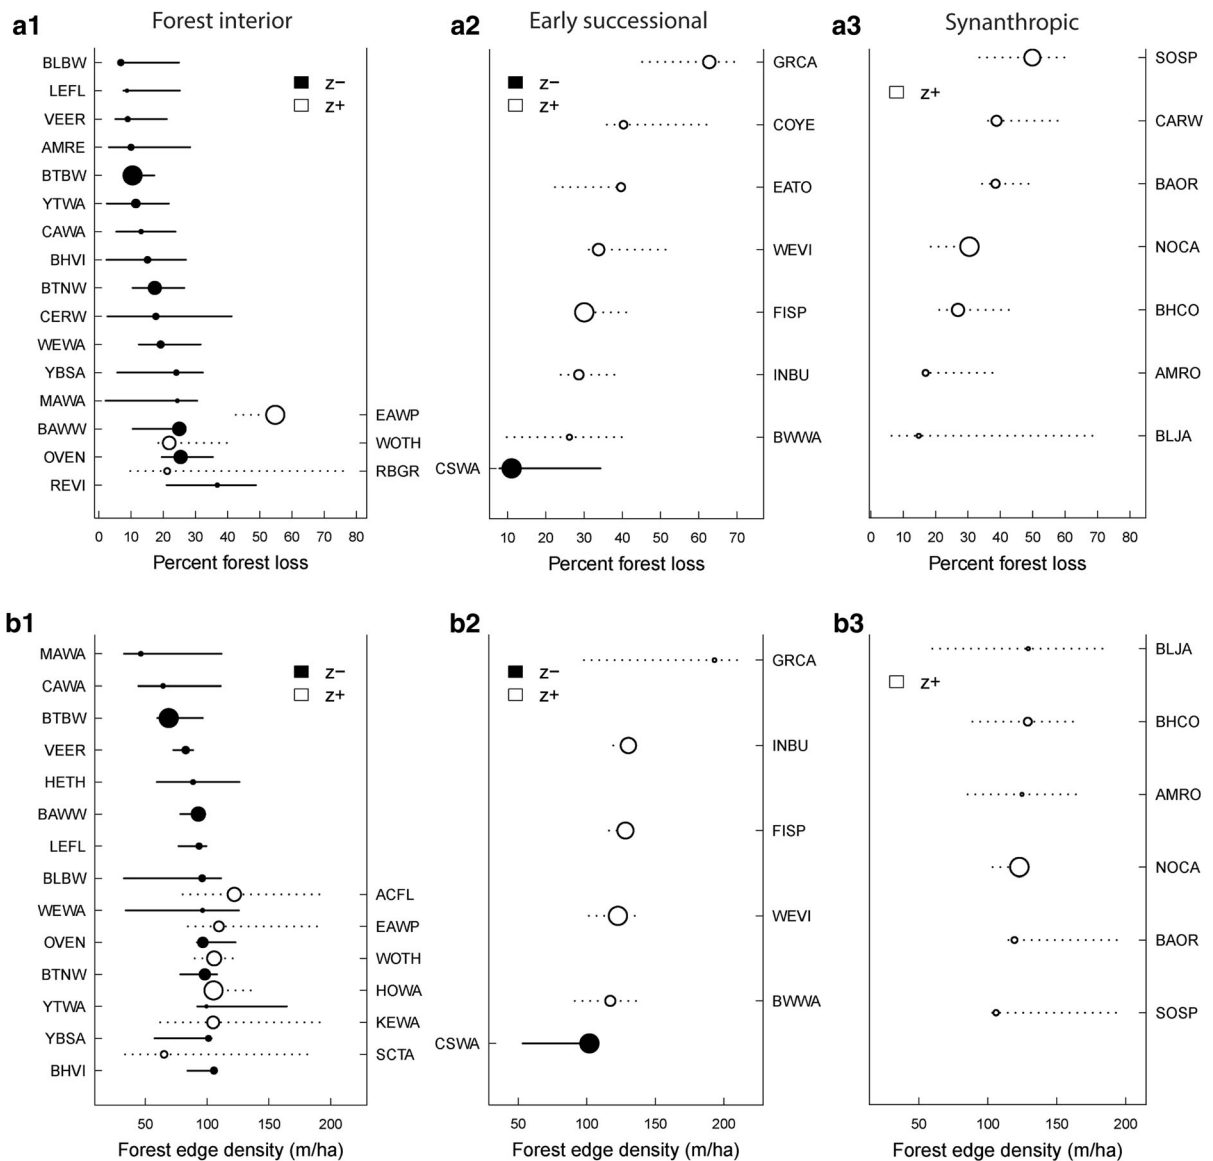 a1
Forest interior
BLBW
LEFL
VEER
AMRE
BTBW
YTWA
CAWA
BHVI
BTNW
CERW
WEWA
YBSA
MAWA
BAWW
OVEN
REVI
z−
z+
EAWP
WOTH
RBGR
0 10 20 30 40 50 60 70 80
Percent forest loss
a2
Early successional
z−
z+
GRCA
COYE
EATO
WEVI
FISP
INBU
BWWA
CSWA
10 20 30 40 50 60 70
Percent forest loss
a3
Synanthropic
z+
SOSP
CARW
BAOR
NOCA
BHCO
AMRO
BLJA
0 10 20 30 40 50 60 70 80
Percent forest loss
b1
MAWA
CAWA
BTBW
VEER
HETH
BAWW
LEFL
BLBW
WEWA
OVEN
BTNW
YTWA
YBSA
BHVI
z−
z+
ACFL
EAWP
WOTH
HOWA
KEWA
SCTA
50 100 150 200
Forest edge density (m/ha)
b2
z−
z+
GRCA
INBU
FISP
WEVI
BWWA
CSWA
50 100 150 200
Forest edge density (m/ha)
b3
z+
BLJA
BHCO
AMRO
NOCA
BAOR
SOSP
50 100 150 200
Forest edge density (m/ha)